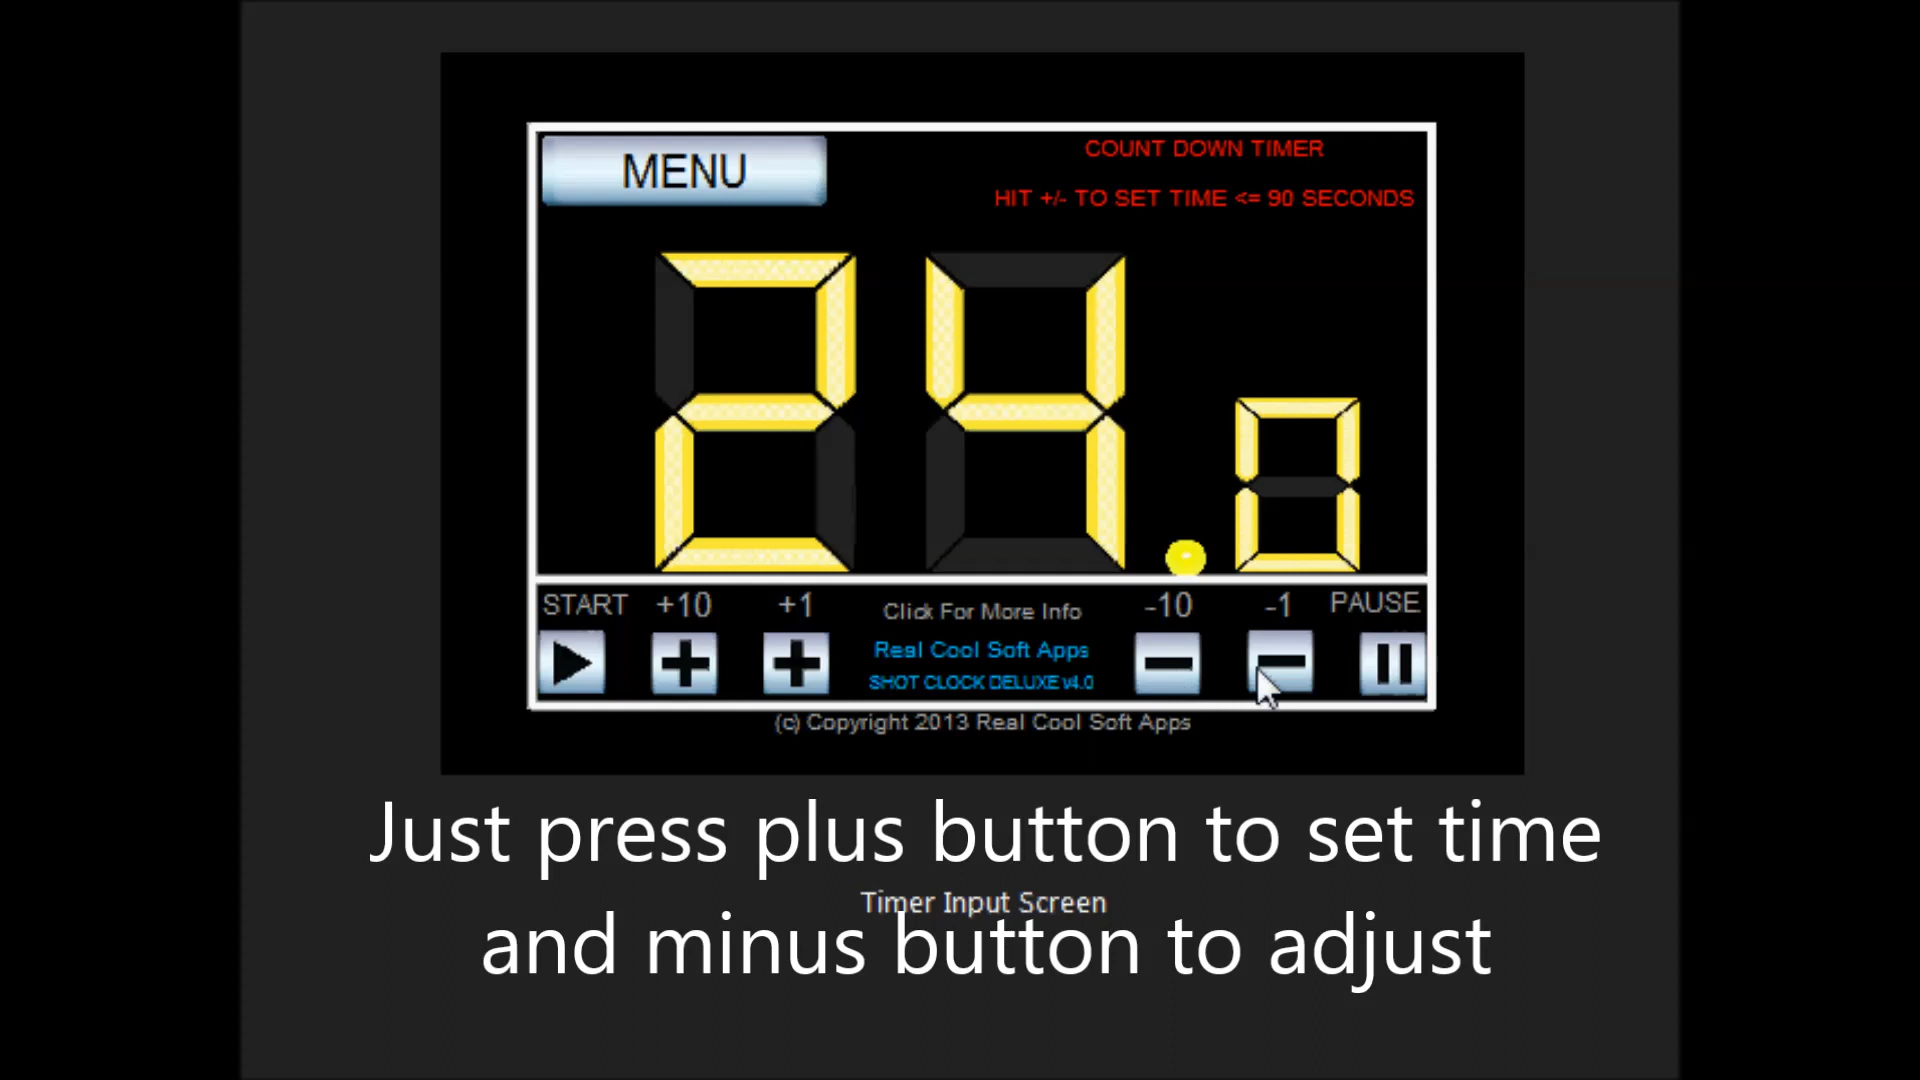 MENU
COUNT DOWN TIMER
HIT +/- TO SET TIME <= 90 SECONDS
24.0
START +10 +1 Click For More Info -10 -1 PAUSE
Real Cool Soft Apps
SHOT CLOCK DELUXE v4.0
(c) Copyright 2013 Real Cool Soft Apps
Just press plus button to set time
Timer Input Screen
and minus button to adjust